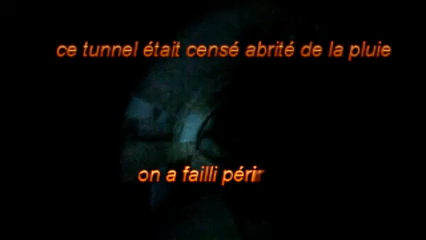 ce tunnel était censé abrité de la pluie
on a failli périr